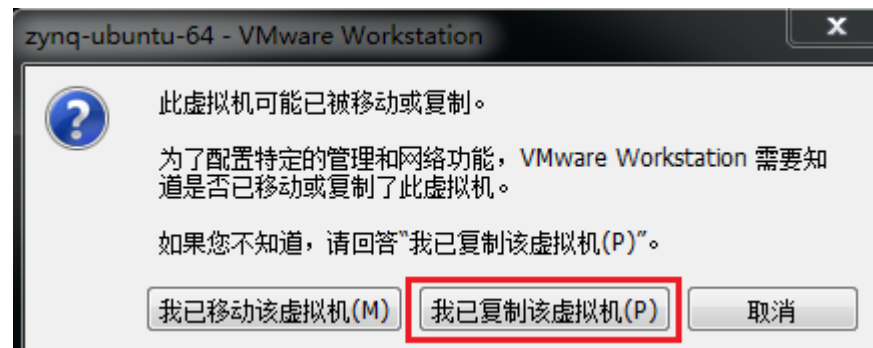 zynq-ubuntu-64 - VMware Workstation
此虚拟机可能已被移动或复制。
为了配置特定的管理和网络功能，VMware Workstation 需要知
道是否已移动或复制了此虚拟机。
如果您不知道，请回答“我已复制该虚拟机(P)”。
我已移动该虚拟机(M) 我已复制该虚拟机(P) 取消